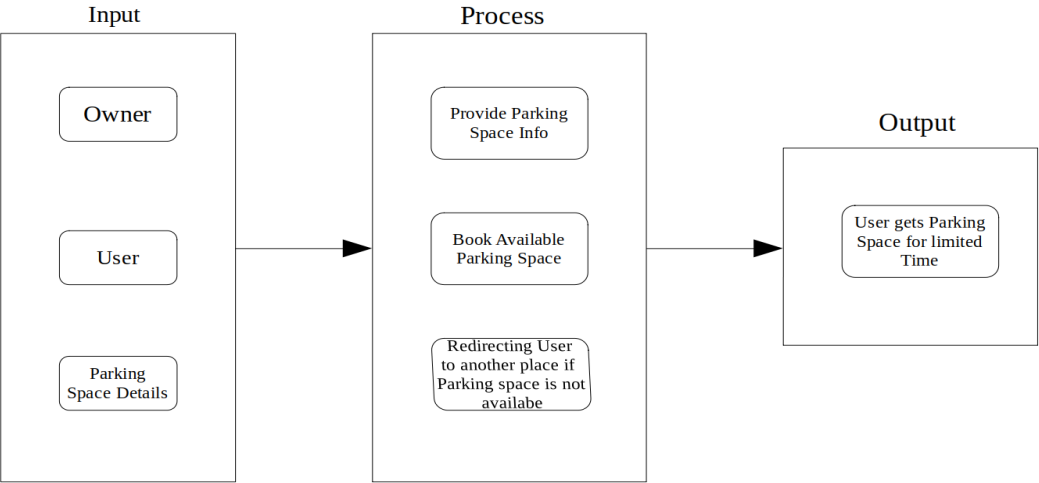 Input
Owner
User
Parking
Space Details
Process
Provide Parking
Space Info
Book Available
Parking Space
Redirecting User
to another place if
Parking space is not
availabe
Output
User gets Parking
Space for limited
Time